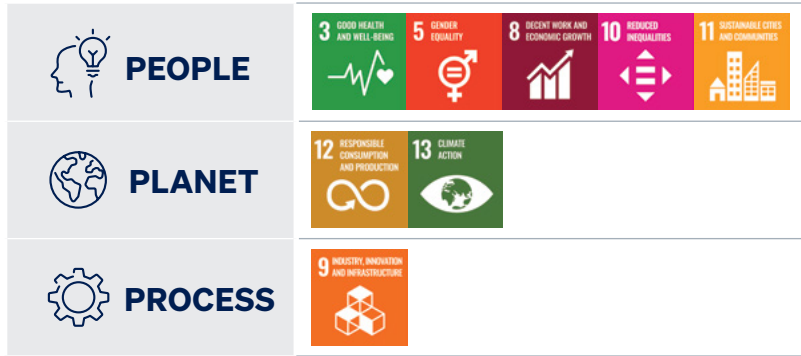 PEOPLE
3 GOOD HEALTH
AND WELL-BEING
5 GENDER
EQUALITY
8 DECENT WORK AND
ECONOMIC GROWTH
10 REDUCED
INEQUALITIES
11 SUSTAINABLE CITIES
AND COMMUNITIES
PLANET
12 RESPONSIBLE
CONSUMPTION
AND PRODUCTION
13 CLIMATE
ACTION
PROCESS
9 INDUSTRY, INNOVATION
AND INFRASTRUCTURE